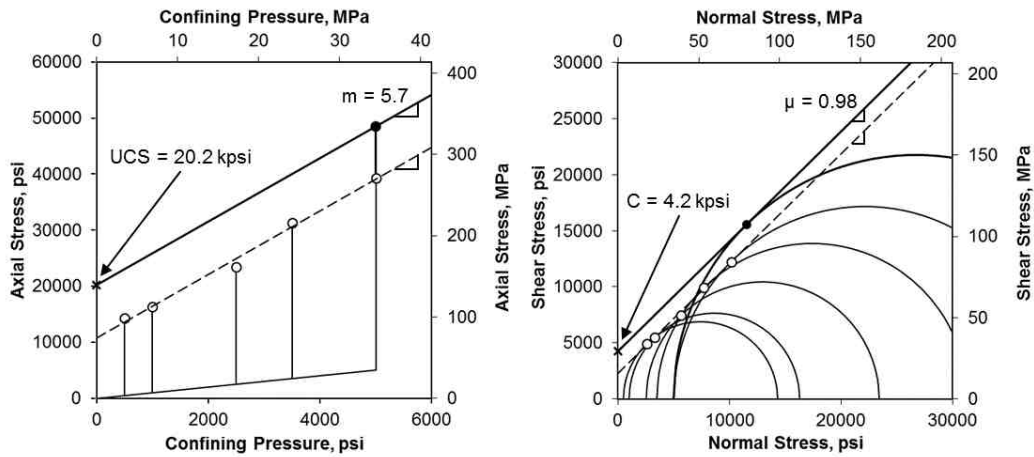 Confining Pressure, MPa
0 10 20 30 40
60000
50000
40000
30000
20000
10000
0
Axial Stress, psi
m = 5.7
UCS = 20.2 kpsi
400
300
200
100
0
Axial Stress, MPa
0 2000 4000 6000
Confining Pressure, psi
Normal Stress, MPa
0 50 100 150 200
30000
25000
20000
15000
10000
5000
0
Shear Stress, psi
μ = 0.98
C = 4.2 kpsi
200
150
100
50
0
Shear Stress, MPa
0 10000 20000 30000
Normal Stress, psi